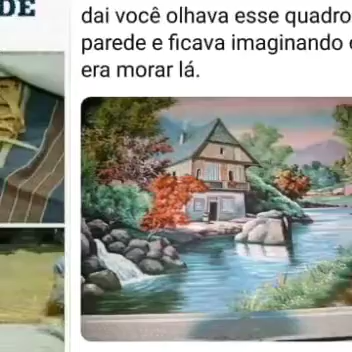 DE
dai você olhava esse quadro
parede e ficava imaginando
era morar lá.